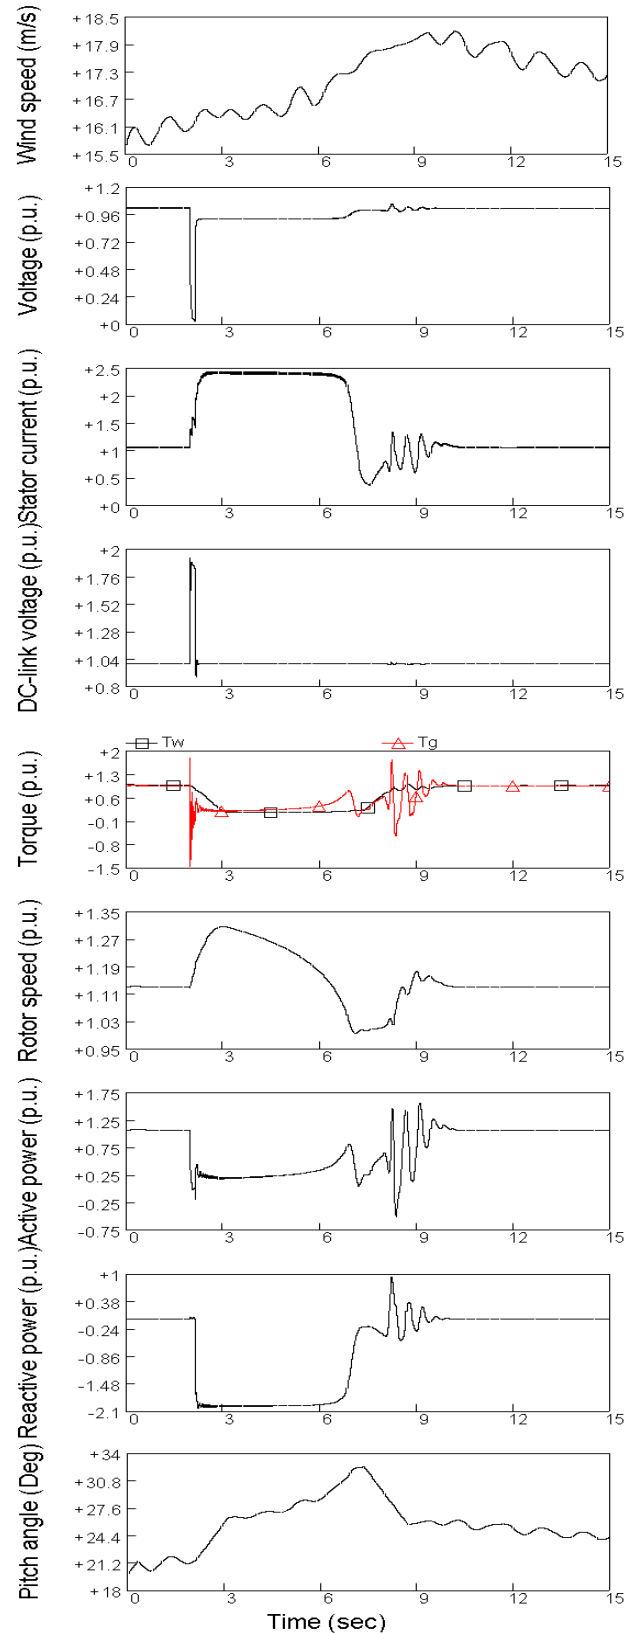 Wind speed (m/s)
+18.5
+17.9
+17.3
+16.7
+16.1
+15.5
0 3 6 9 12 15
Voltage (p.u.)
+1.2
+0.96
+0.72
+0.48
+0.24
+0
0 3 6 9 12 15
Stator current (p.u.)
+2.5
+2
+1.5
+1
+0.5
0
0 3 6 9 12 15
DC-link voltage (p.u.)
+2
+1.76
+1.52
+1.28
+1.04
+0.8
0 3 6 9 12 15
Tw Tg
Torque (p.u.)
+2
+1.3
+0.6
-0.1
-0.8
-1.5
0 3 6 9 12 15
Rotor speed (p.u.)
+1.35
+1.27
+1.19
+1.11
+1.03
+0.95
0 3 6 9 12 15
Active power (p.u.)
+1.75
+1.25
+0.75
+0.25
-0.25
-0.75
0 3 6 9 12 15
Reactive power (p.u.)
+1
+0.38
-0.24
-0.86
-1.48
-2.1
0 3 6 9 12 15
Pitch angle (Deg)
+34
+30.8
+27.6
+24.4
+21.2
+18
0 3 6 9 12 15
Time (sec)